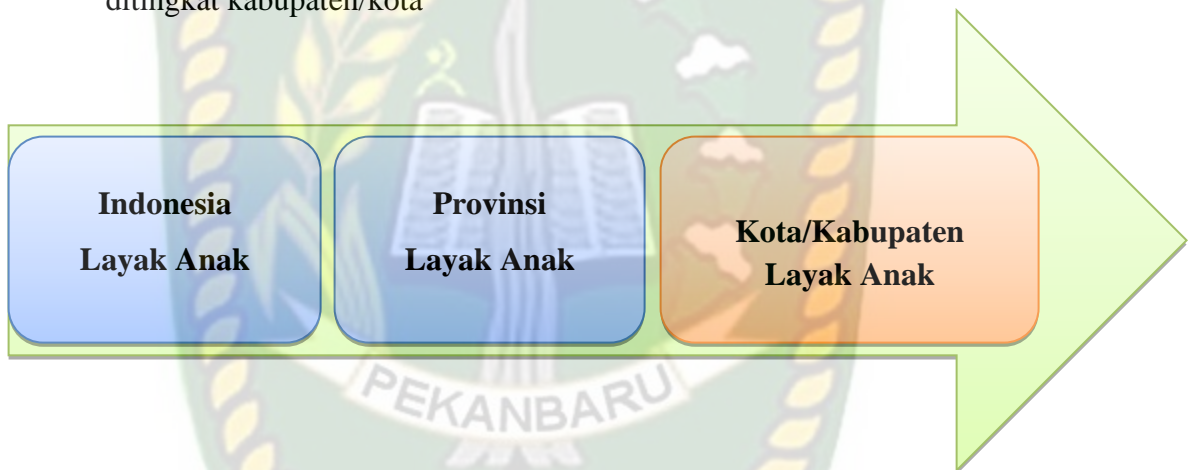 ditingkat kabupaten/kota
Indonesia
Layak Anak
Provinsi
Layak Anak
Kota/Kabupaten
Layak Anak
PEKANBARU